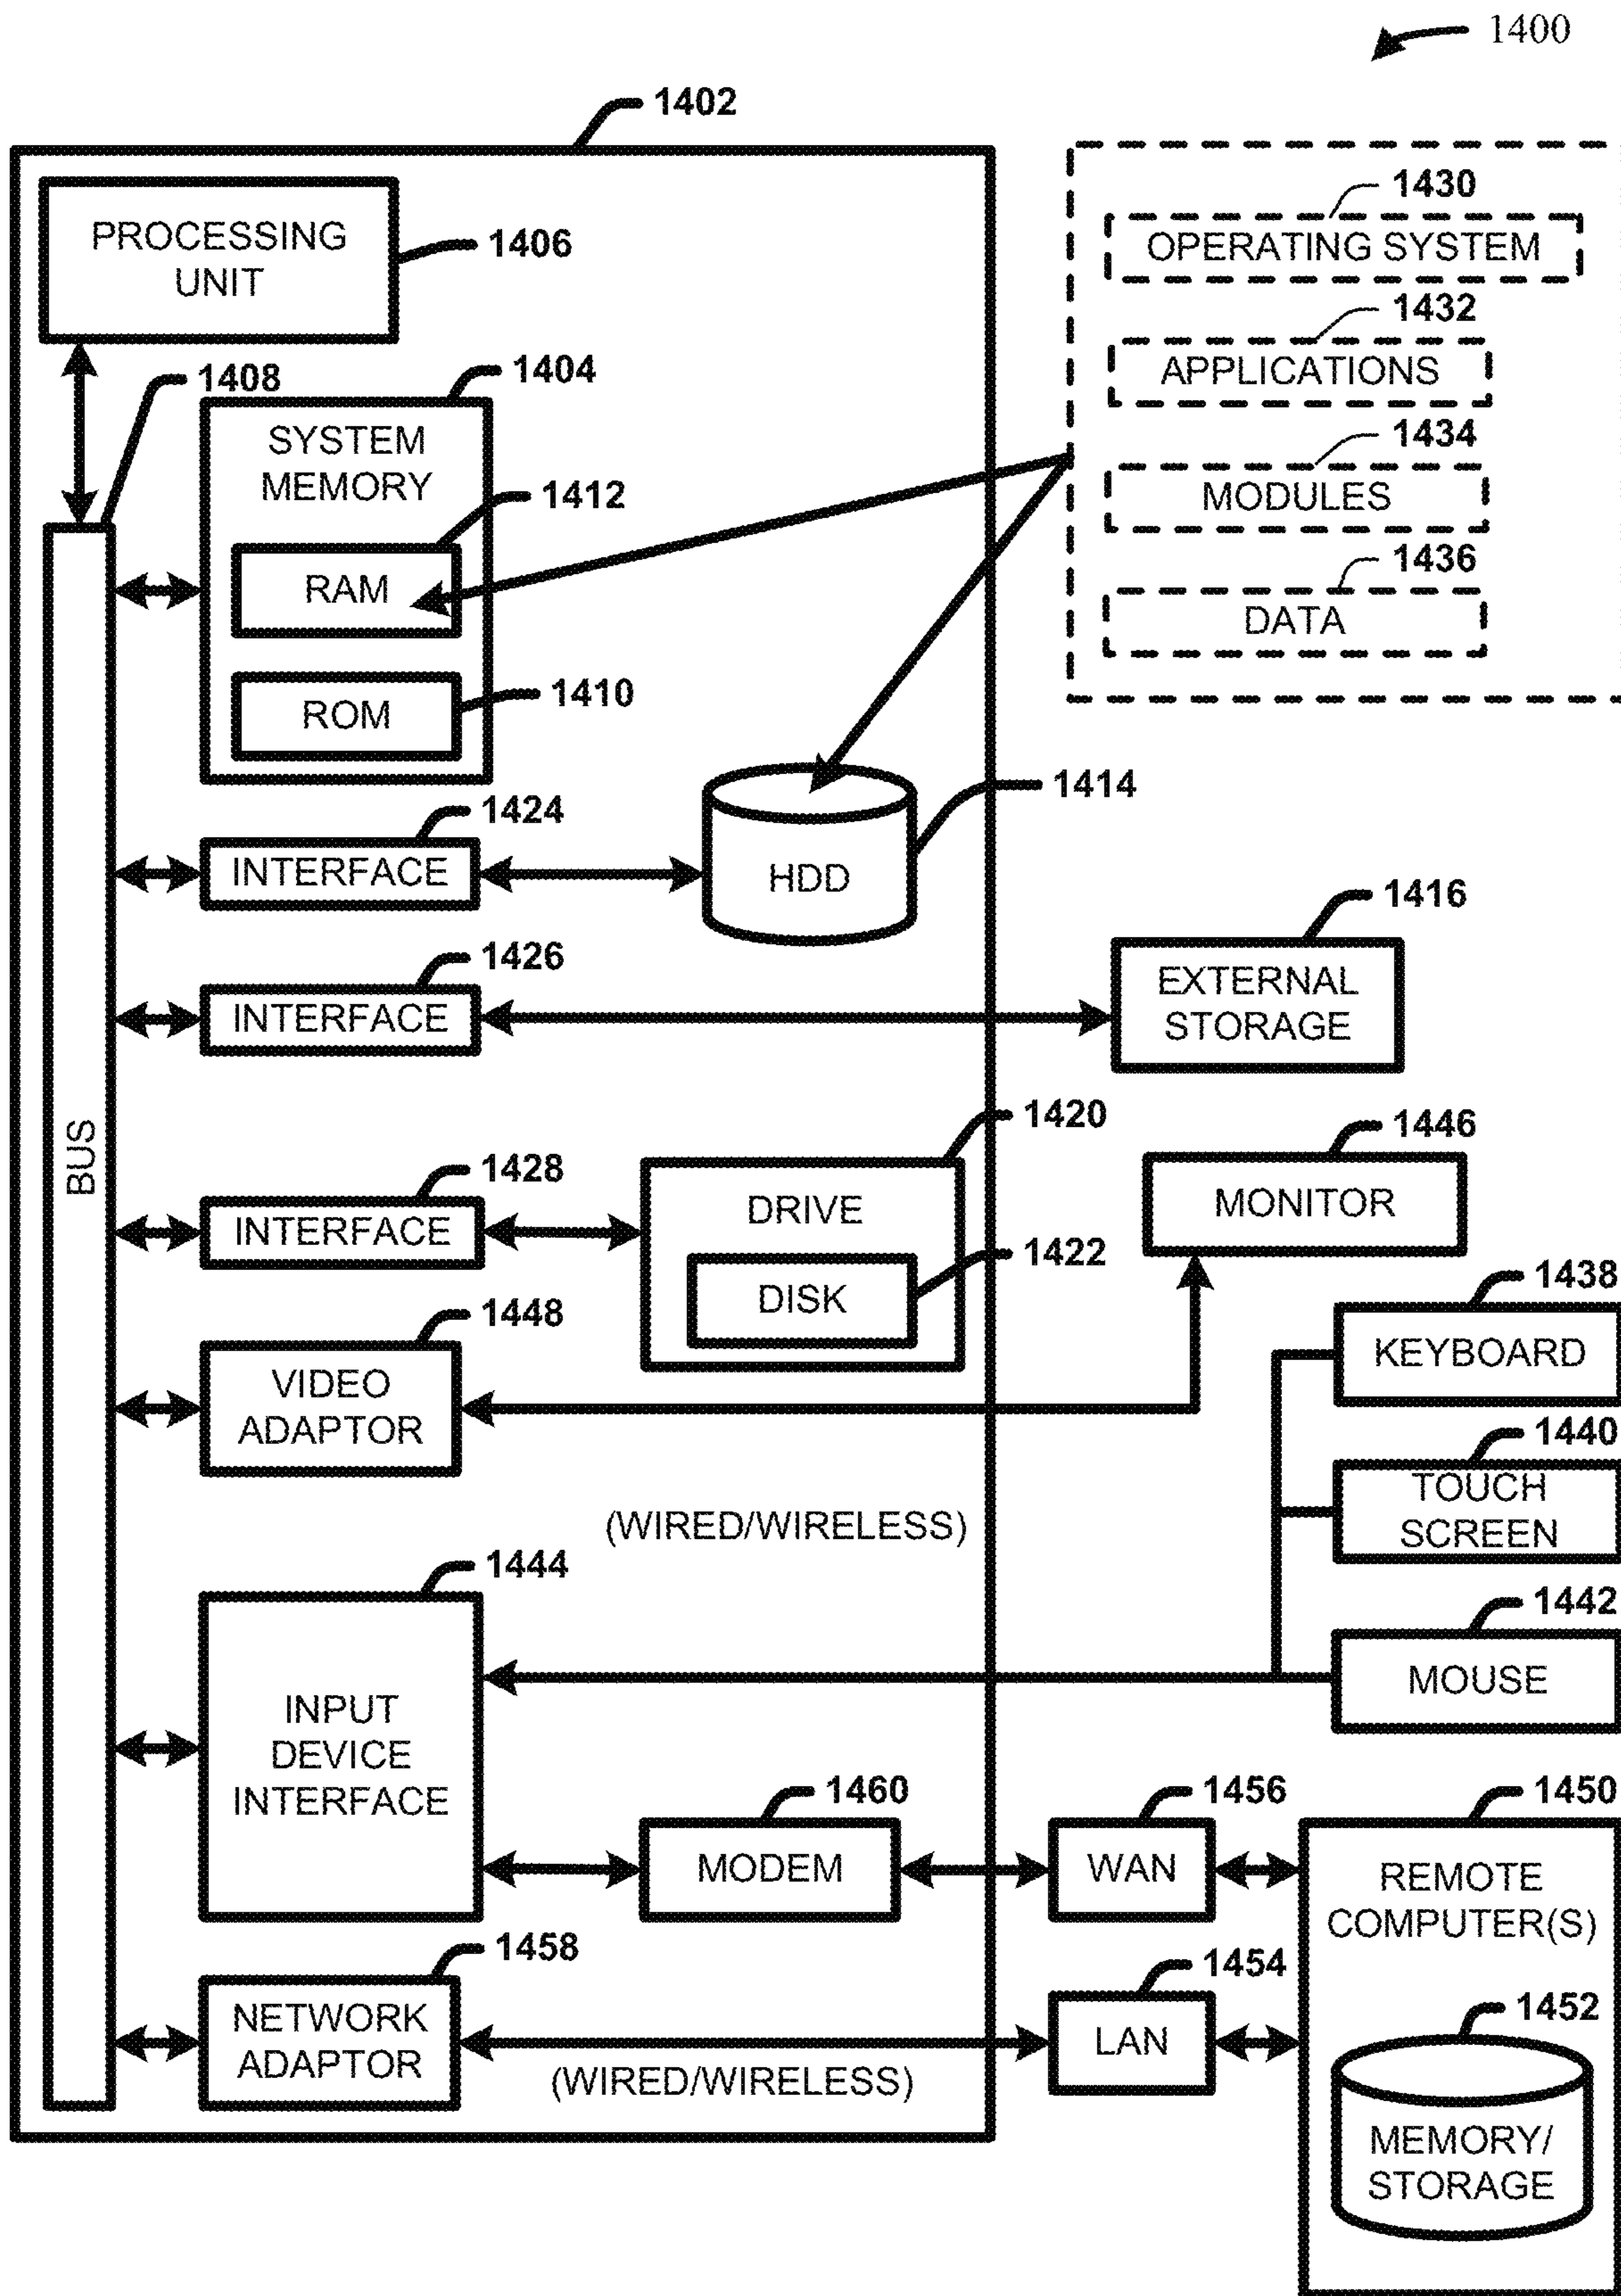 1400
1402
PROCESSING
UNIT
1406
1430
OPERATING SYSTEM
1432
APPLICATIONS
1434
MODULES
1436
DATA
1408
1404
SYSTEM
MEMORY
1412
RAM
1410
ROM
1424
INTERFACE
1414
HDD
1426
INTERFACE
1416
EXTERNAL
STORAGE
BUS
1428
INTERFACE
1420
DRIVE
1422
DISK
1446
MONITOR
1448
VIDEO
ADAPTOR
1438
KEYBOARD
1440
TOUCH
SCREEN
(WIRED/WIRELESS)
1442
MOUSE
1444
INPUT
DEVICE
INTERFACE
1460
MODEM
1456
WAN
1450
REMOTE
COMPUTER(S)
1458
NETWORK
ADAPTOR
(WIRED/WIRELESS)
1454
LAN
1452
MEMORY/
STORAGE